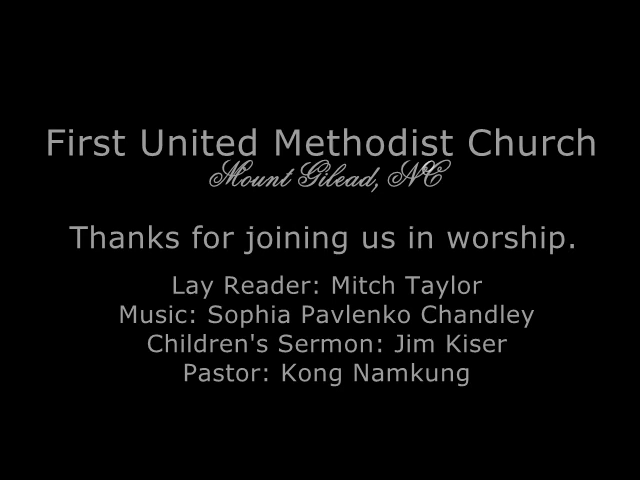 First United Methodist Church
Mount Gilead, NC
Thanks for joining us in worship.
Lay Reader: Mitch Taylor
Music: Sophia Pavlenko Chandley
Children's Sermon: Jim Kiser
Pastor: Kong Namkung